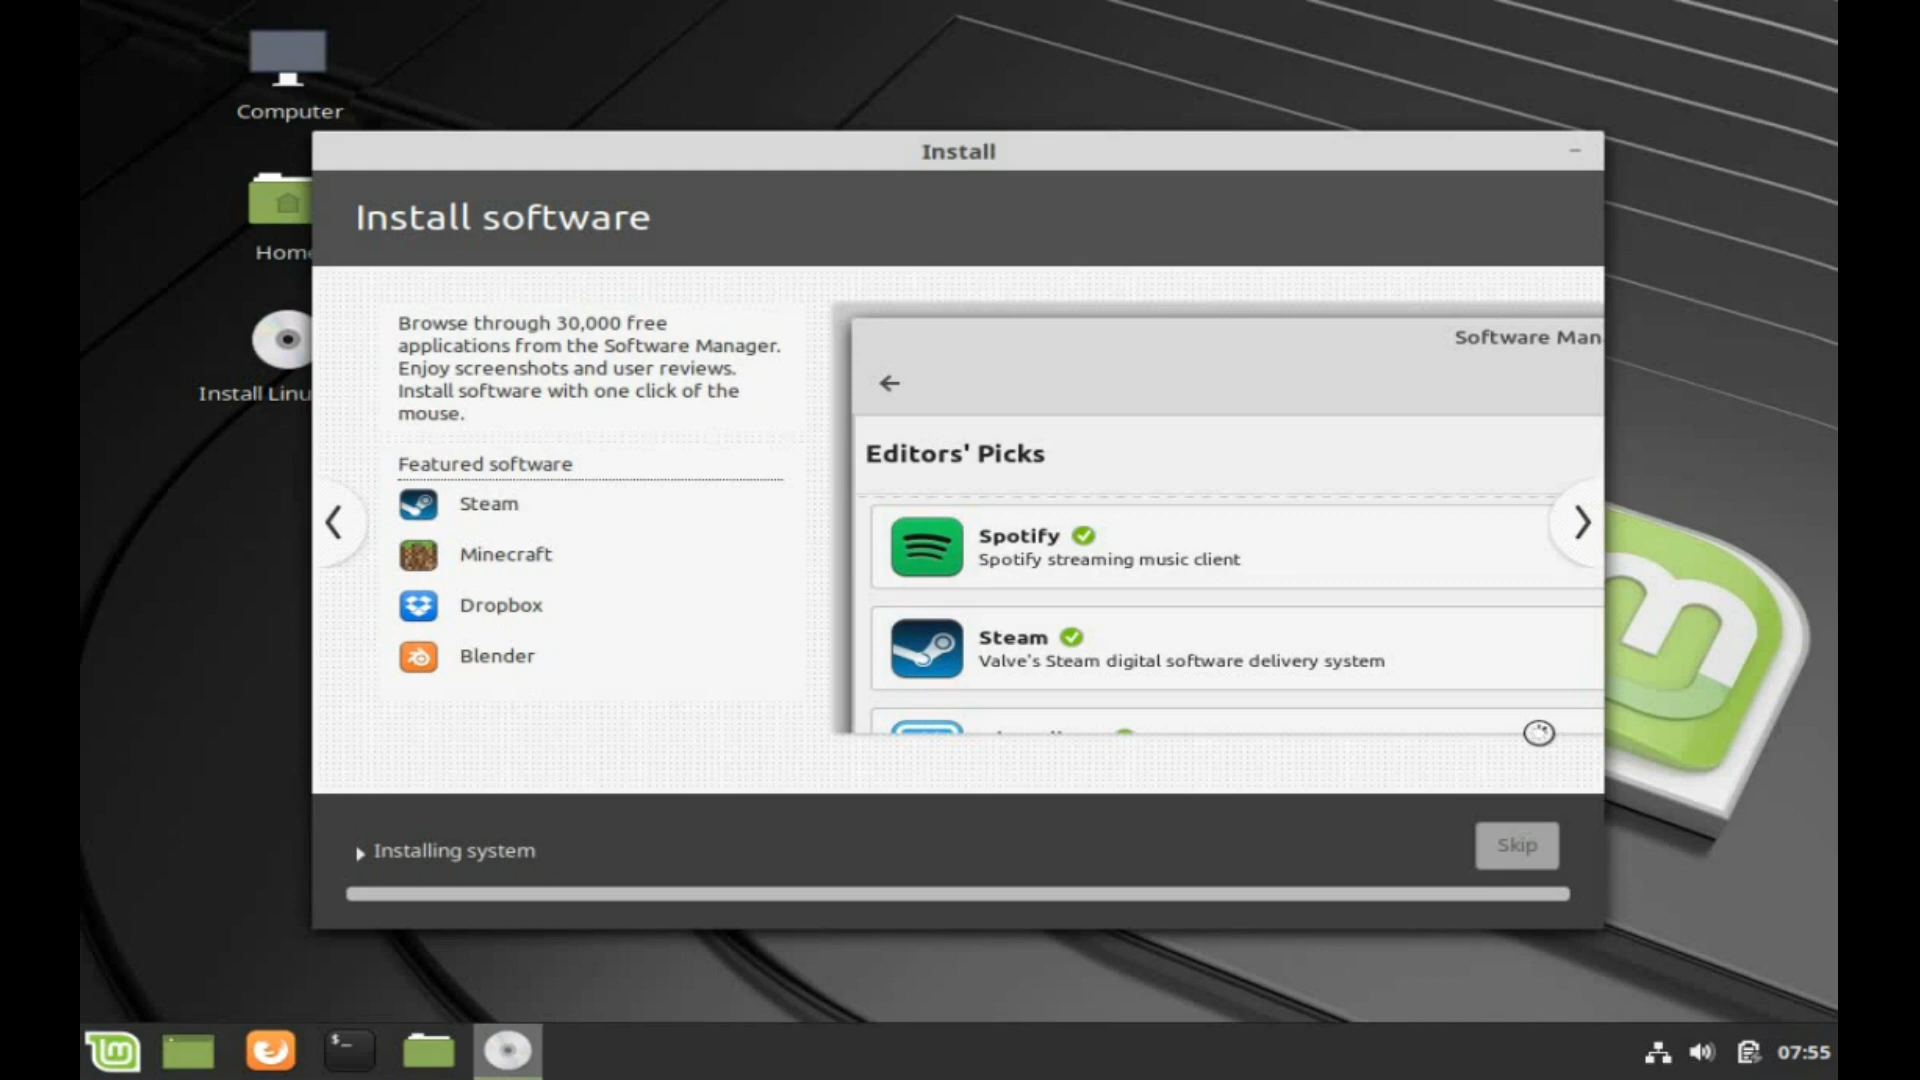 Computer
Install
Install software
Home
Browse through 30,000 free
applications from the Software Manager.
Enjoy screenshots and user reviews.
Install software with one click of the
mouse.
Software Man
Install Linu
Editors' Picks
Featured software
Steam
Minecraft
Dropbox
Blender
Spotify
Spotify streaming music client
Steam
Valve's Steam digital software delivery system
Installing system
Skip
$_
07:55